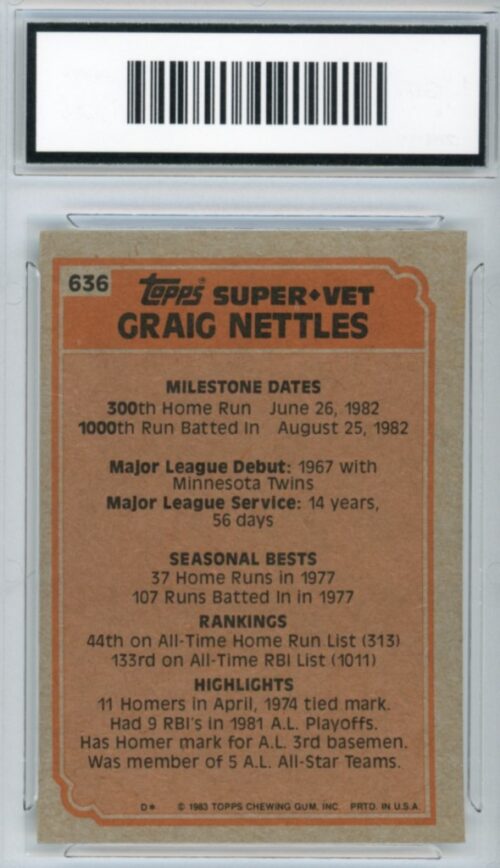 636
Topps® SUPER♦VET
GRAIG NETTLES
MILESTONE DATES
300th Home Run June 26, 1982
1000th Run Batted In August 25, 1982
Major League Debut: 1967 with
Minnesota Twins
Major League Service: 14 years,
56 days
SEASONAL BESTS
37 Home Runs in 1977
107 Runs Batted In in 1977
RANKINGS
44th on All-Time Home Run List (313)
133rd on All-Time RBI List (1011)
HIGHLIGHTS
11 Homers in April, 1974 tied mark.
Had 9 RBI's in 1981 A.L. Playoffs.
Has Homer mark for A.L. 3rd basemen.
Was member of 5 A.L. All-Star Teams.
D* © 1983 TOPPS CHEWING GUM, INC. PRTD. IN U.S.A.